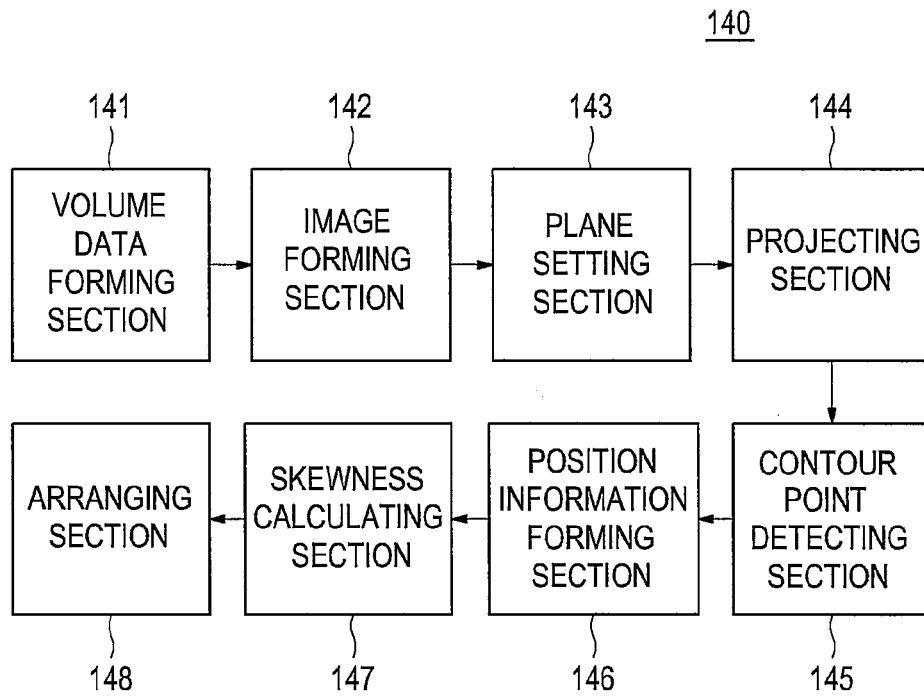 140
141
142
143
144
VOLUME
DATA
FORMING
SECTION
IMAGE
FORMING
SECTION
PLANE
SETTING
SECTION
PROJECTING
SECTION
ARRANGING
SECTION
SKEWNESS
CALCULATING
SECTION
POSITION
INFORMATION
FORMING
SECTION
CONTOUR
POINT
DETECTING
SECTION
148
147
146
145